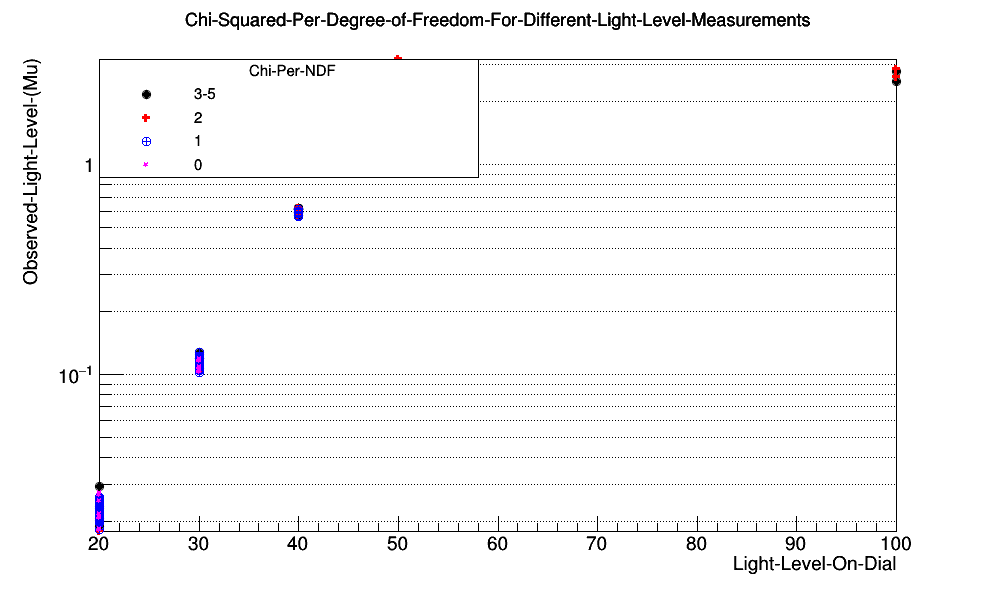 Chi-Squared-Per-Degree-of-Freedom-For-Different-Light-Level-Measurements
Observed-Light-Level-(Mu)
Chi-Per-NDF
3-5
2
1
0
1
10⁻¹
20 30 40 50 60 70 80 90 100
Light-Level-On-Dial